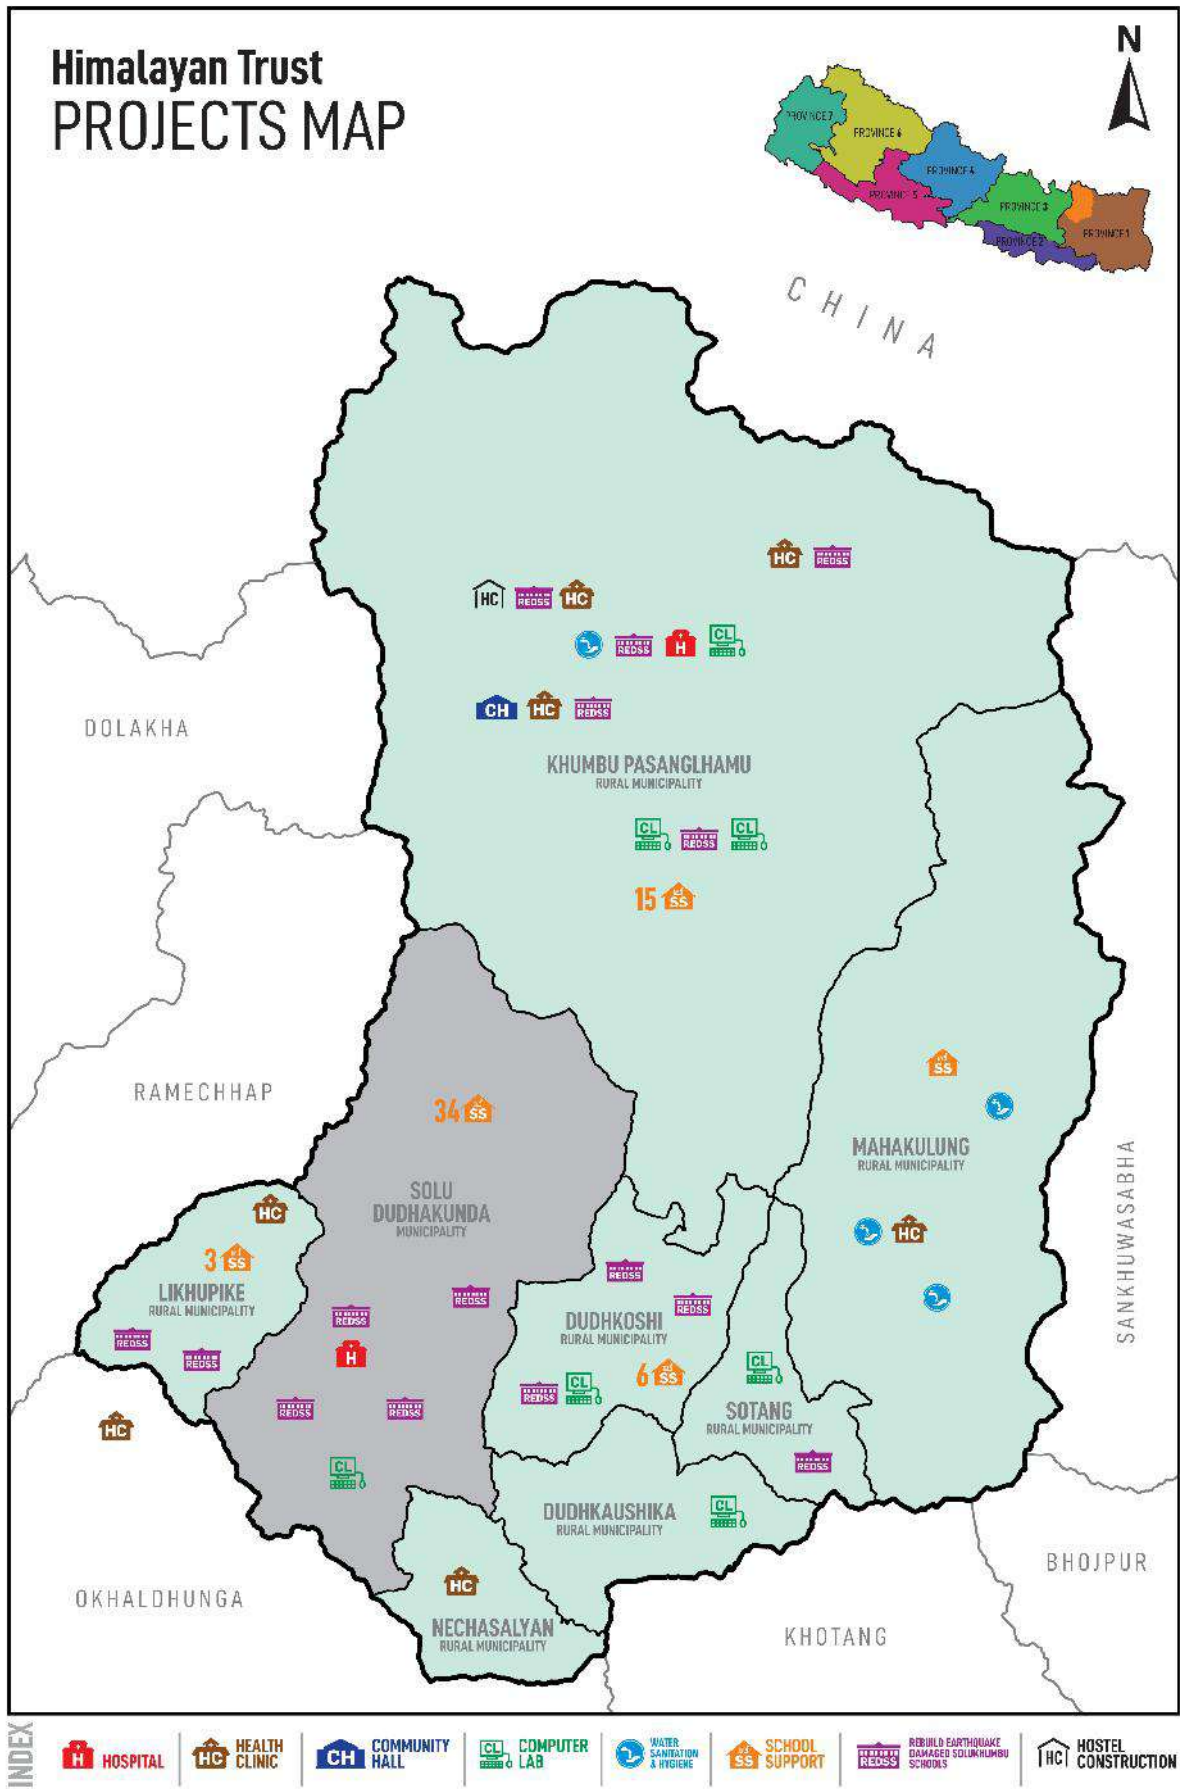 Himalayan Trust
PROJECTS MAP
N
PROVINCE 7
PROVINCE 6
PROVINCE 4
PROVINCE 5
PROVINCE 3
PROVINCE 2
PROVINCE 1
CHINA
HC REDSS
HC REDSS HC
REDSS H CL
CH HC REDSS
DOLAKHA
KHUMBU PASANGLHAMU
RURAL MUNICIPALITY
CL REDSS CL
15 SS
RAMECHHAP
34 SS
SOLU
DUDHAKUNDA
MUNICIPALITY
SS
MAHAKULUNG
RURAL MUNICIPALITY
HC
SANKHUWASABHA
HC
3 SS
LIKHUPIKE
RURAL MUNICIPALITY
REDSS
REDSS
HC
REDSS
REDSS
H
REDSS REDSS
CL
REDSS
REDSS
DUDHKOSHI
RURAL MUNICIPALITY
6 SS
REDSS CL
CL
SOTANG
RURAL MUNICIPALITY
REDSS
DUDHKAUSHIKA
RURAL MUNICIPALITY
CL
HC
NECHASALYAN
RURAL MUNICIPALITY
OKHALDHUNGA
KHOTANG
BHOJPUR
INDEX
H HOSPITAL
HC HEALTH
CLINIC
CH COMMUNITY
HALL
CL COMPUTER
LAB
WATER
SANITATION
& HYGIENE
SS SCHOOL
SUPPORT
REDSS REBUILD EARTHQUAKE
DAMAGED SOLUKHUMBU
SCHOOLS
HC HOSTEL
CONSTRUCTION